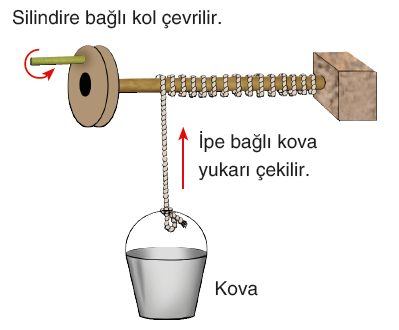 Silindire bağlı kol çevrilir.
İpe bağlı kova
yukarı çekilir.
Kova